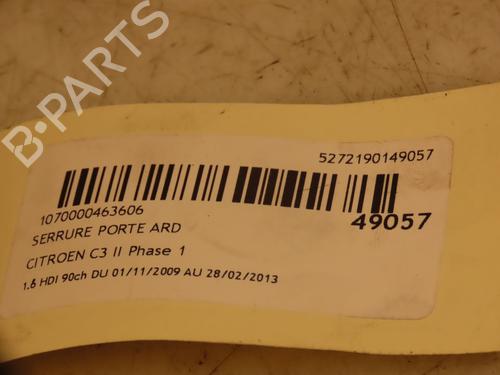 5272190149057
49057
1070000463606
SERRURE PORTE ARD
CITROEN C3 II Phase 1
1.6 HDI 90ch DU 01/11/2009 AU 28/02/2013